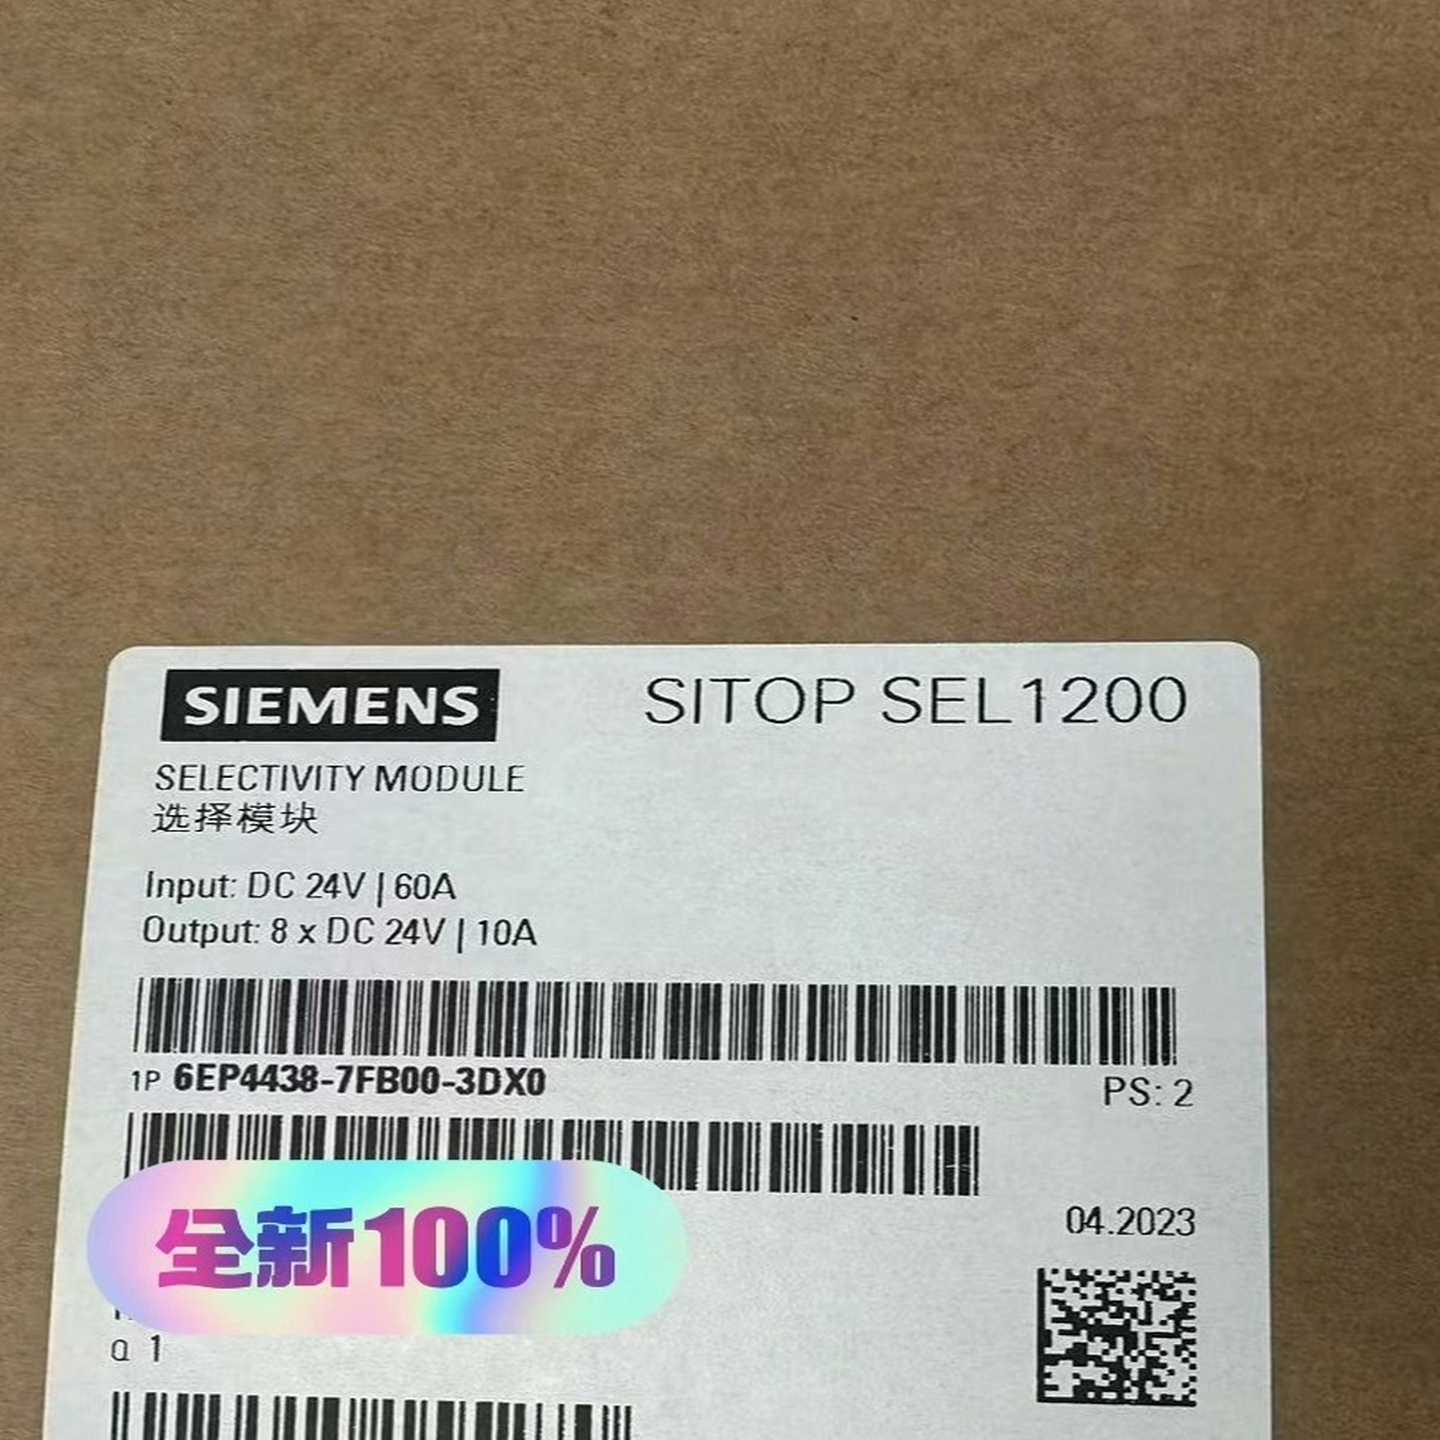 SIEMENS
SITOP SEL1200
SELECTIVITY MODULE
选择模块
Input: DC 24V | 60A
Output: 8 x DC 24V | 10A
1P 6EP4438-7FB00-3DX0
PS: 2
04.2023
全新100%
Q 1